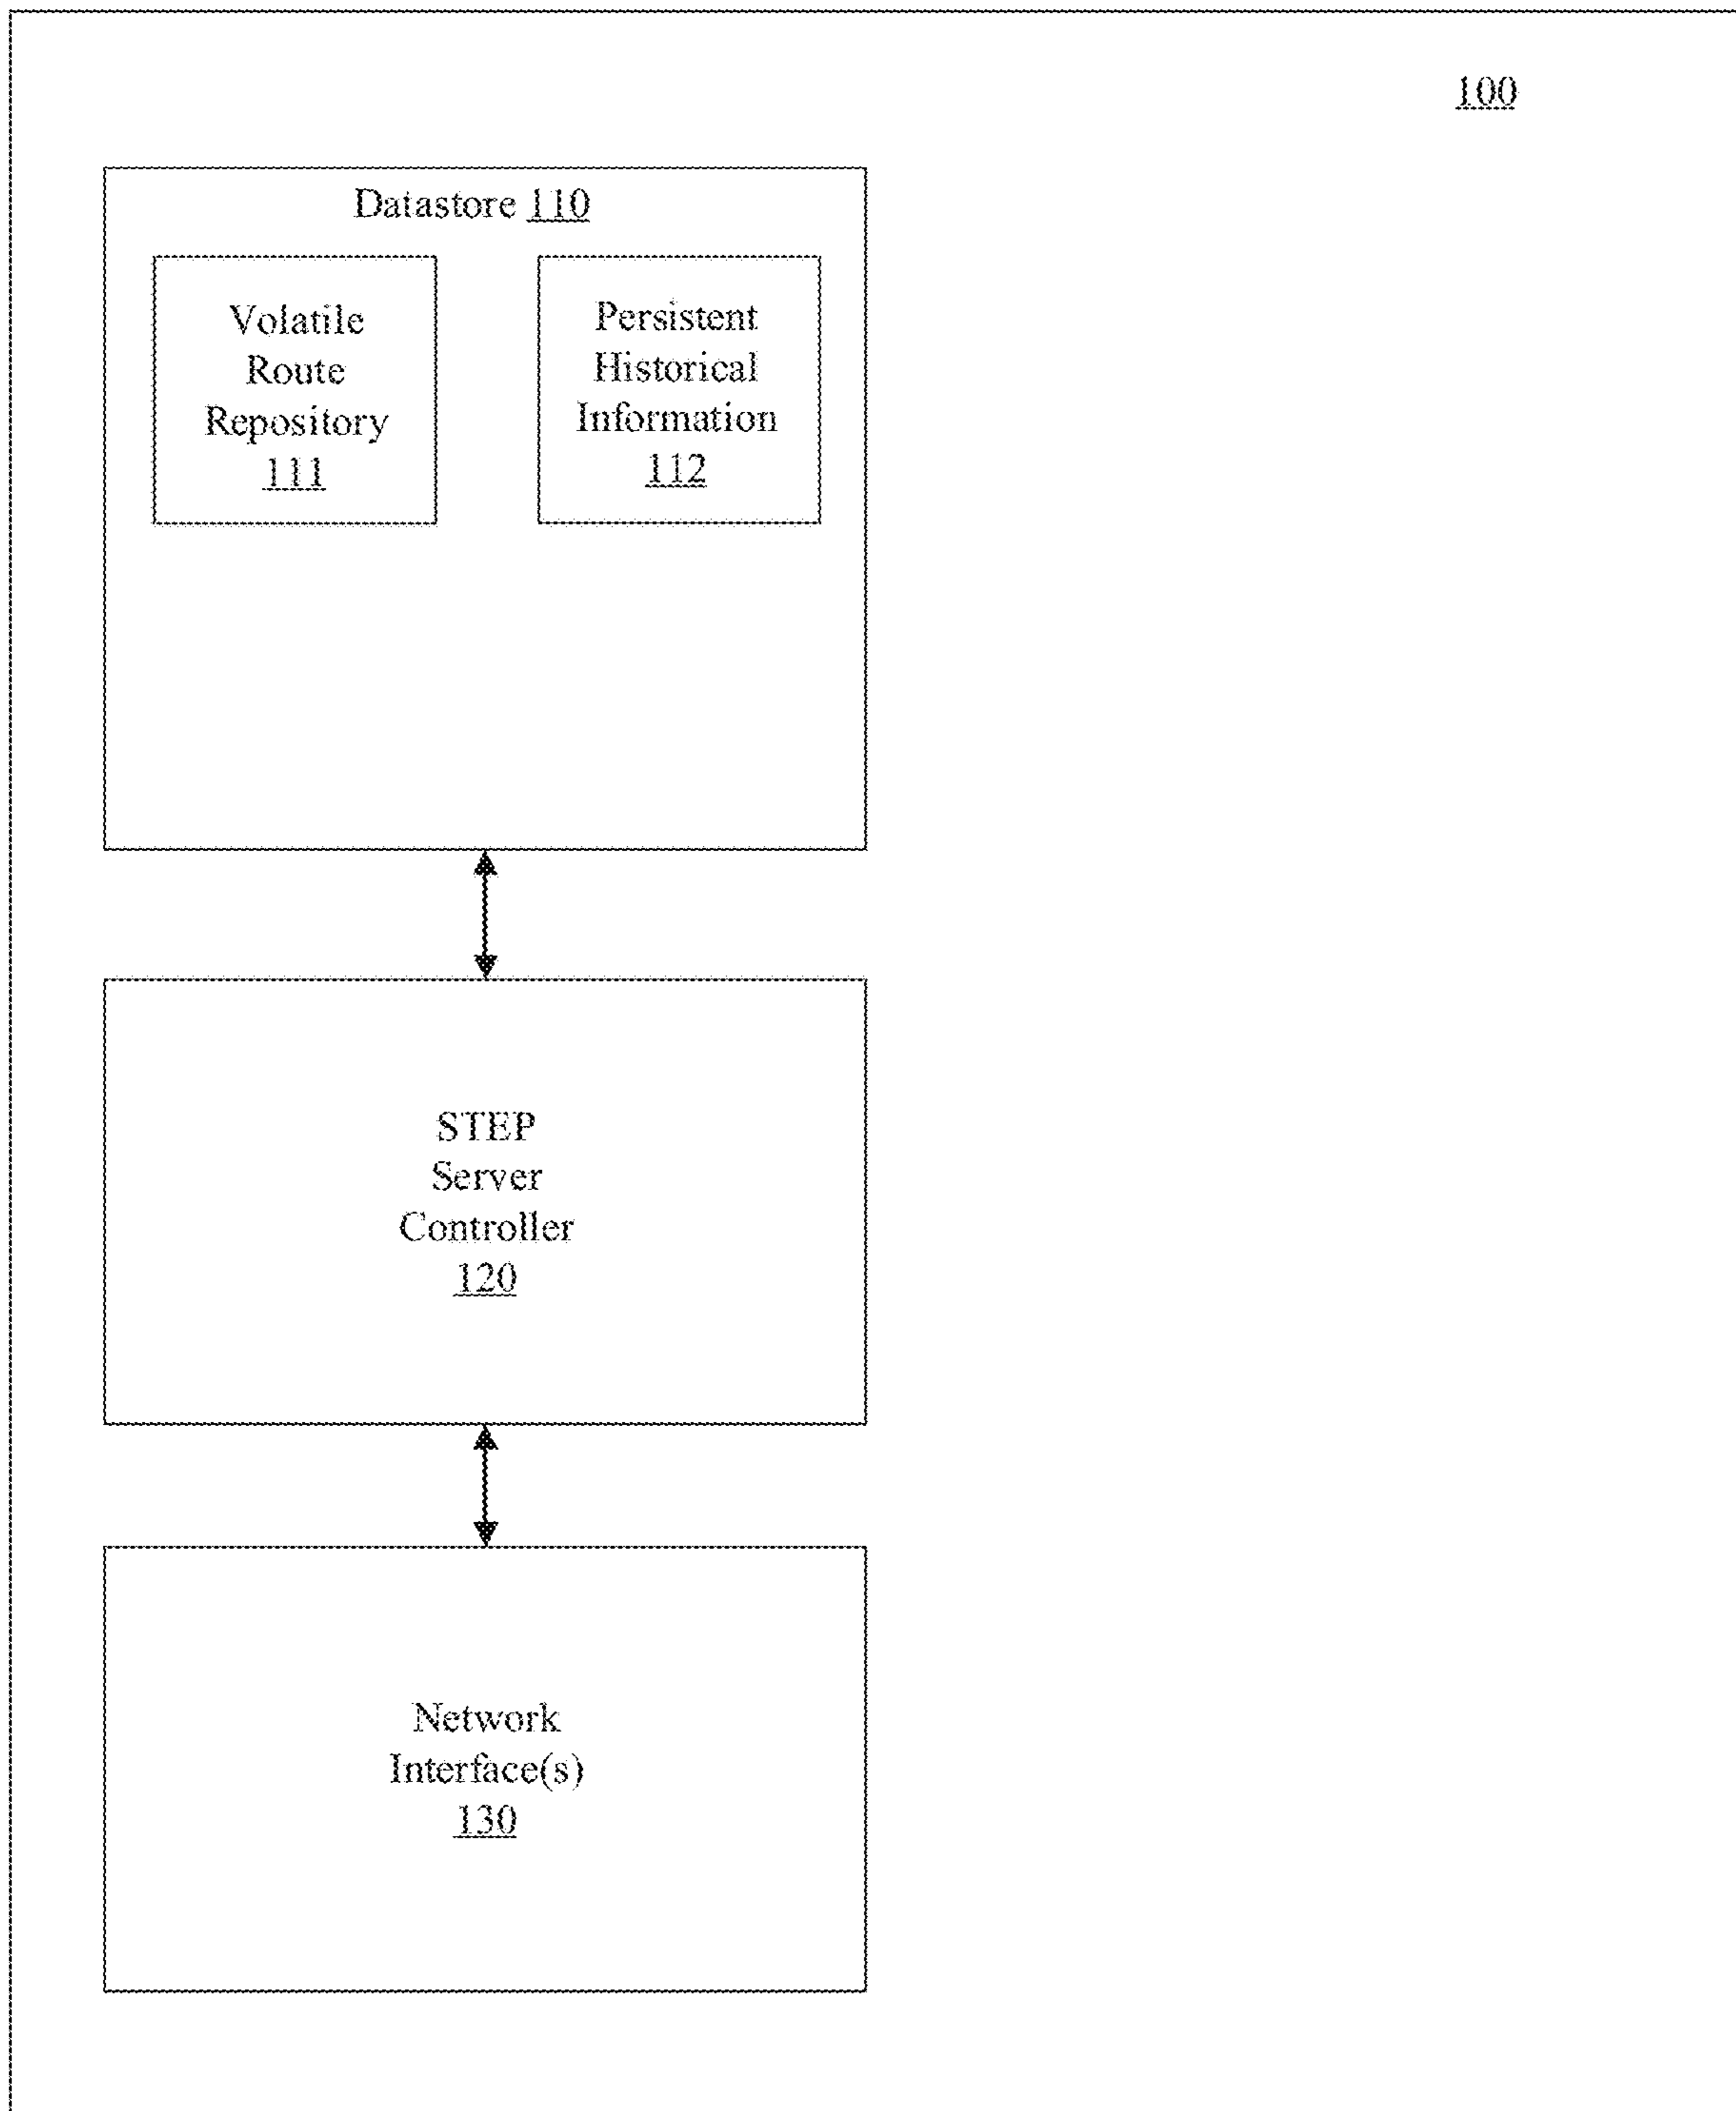 100
Datastore 110
Volatile
Route
Repository
111
Persistent
Historical
Information
112
STEP
Server
Controller
120
Network
Interface(s)
130